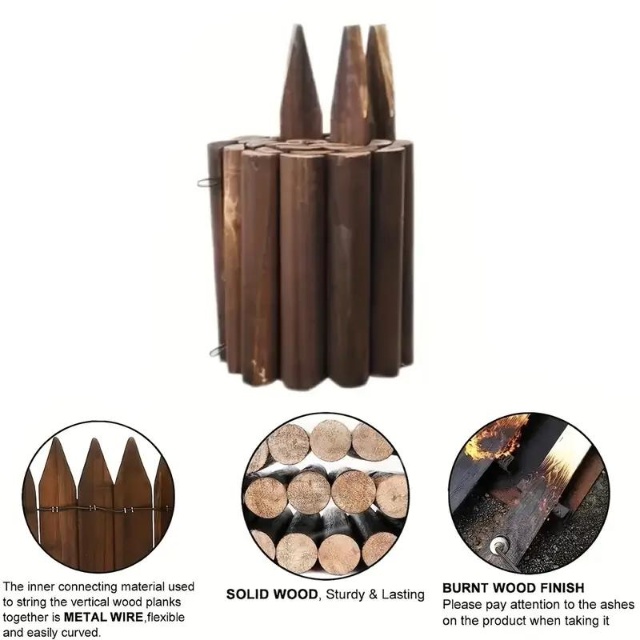 The inner connecting material used
to string the vertical wood planks
together is METAL WIRE,flexible
and easily curved.
SOLID WOOD, Sturdy & Lasting
BURNT WOOD FINISH
Please pay attention to the ashes
on the product when taking it